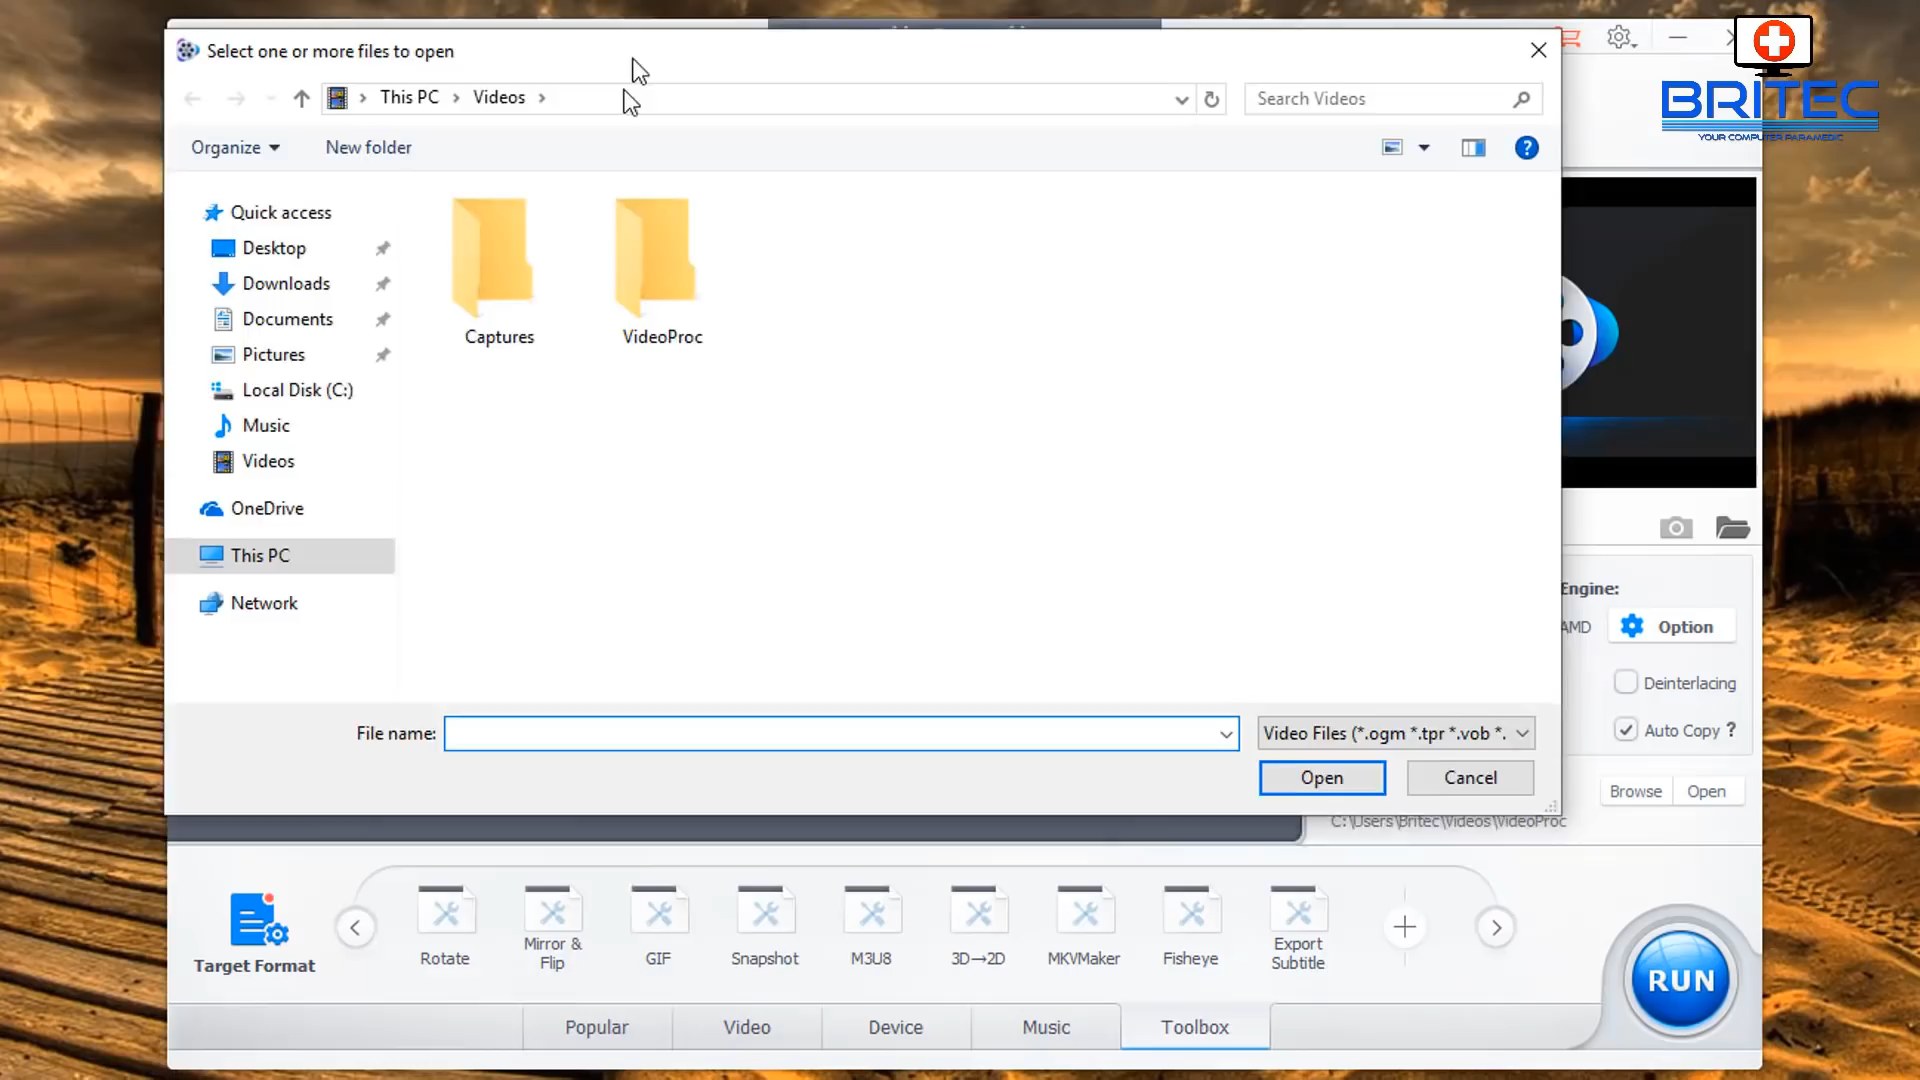 Select one or more files to open
This PC > Videos >
Search Videos
BRITEC
YOUR COMPUTER PARAMEDIC
Organize
New folder
?
Quick access
Desktop
Downloads
Documents
Pictures
Local Disk (C:)
Music
Videos
OneDrive
This PC
Network
Captures
VideoProc
Engine:
AMD
Option
Deinterlacing
Auto Copy ?
File name:
Video Files (*.ogm *.tpr *.vob *.
Open
Cancel
Browse
Open
C:\Users\Britec\Videos\VideoProc
Target Format
Rotate
Mirror &
Flip
GIF
Snapshot
M3U8
3D→2D
MKVMaker
Fisheye
Export
Subtitle
RUN
Popular
Video
Device
Music
Toolbox